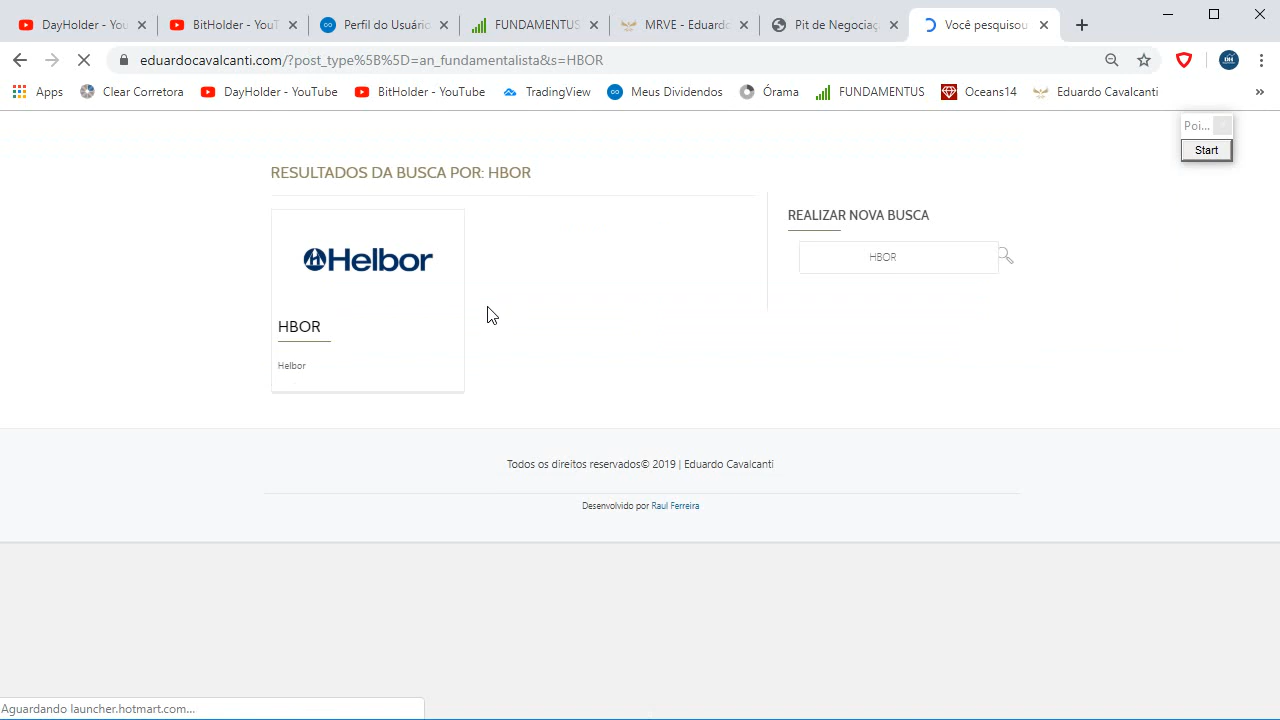 DayHolder - You
BitHolder - YouT
Perfil do Usuário
FUNDAMENTUS
MRVE - Eduardo
Pit de Negociaç
Você pesquisou
eduardocavalcanti.com/?post_type%5B%5D=an_fundamentalista&s=HBOR
Apps
Clear Corretora
DayHolder - YouTube
BitHolder - YouTube
TradingView
Meus Dividendos
Órama
FUNDAMENTUS
Oceans14
Eduardo Cavalcanti
»
Poi...
Start
RESULTADOS DA BUSCA POR: HBOR
Helbor
HBOR
Helbor
REALIZAR NOVA BUSCA
HBOR
Todos os direitos reservados© 2019 | Eduardo Cavalcanti
Desenvolvido por Raul Ferreira
Aguardando launcher.hotmart.com...